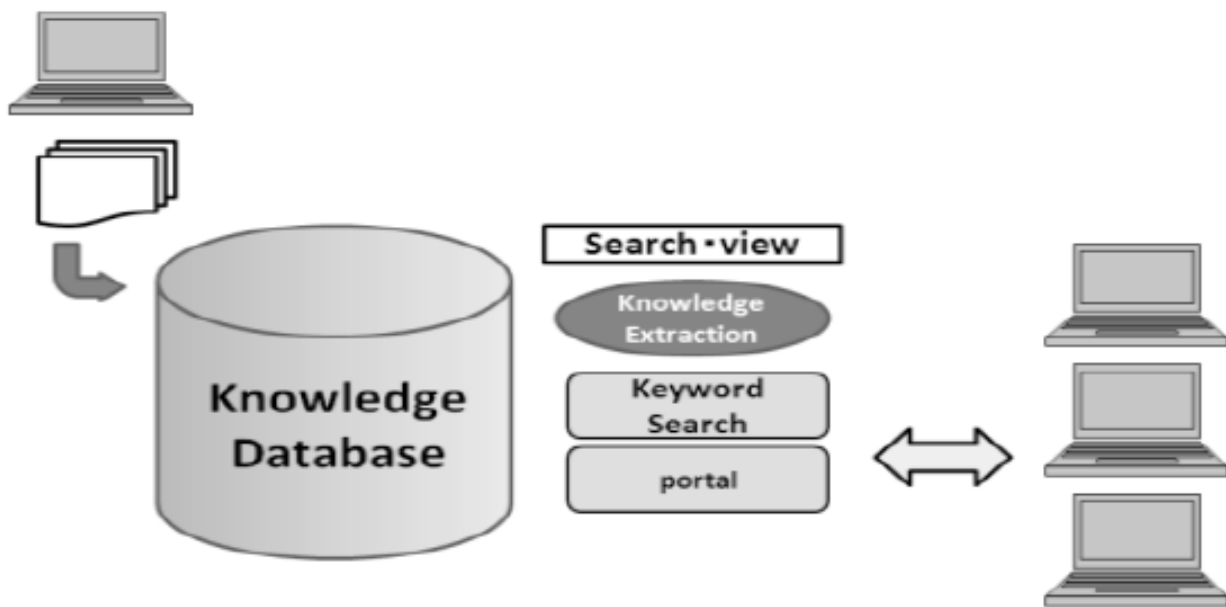 Search・view
Knowledge
Extraction
Knowledge
Database
Keyword
Search
portal